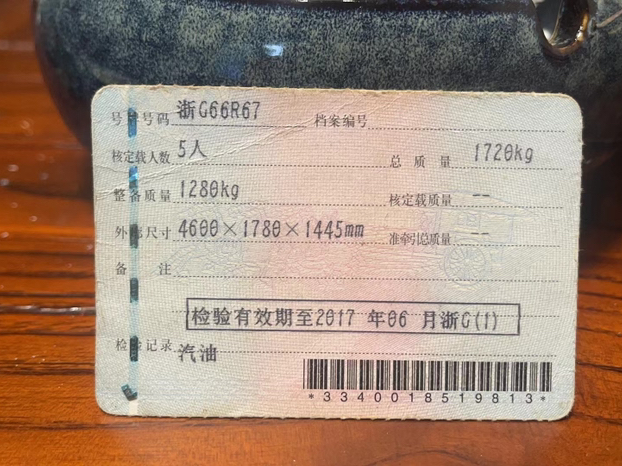 号牌号码 浙G66R67 档案编号
核定载人数 5人 总质量 1720kg
整备质量 1280kg 核定载质量 --
外廓尺寸 4600×1780×1445mm 准牵引总质量 --
备注
检验有效期至2017年06月浙G(1)
检验记录 汽油
*3340018519813*